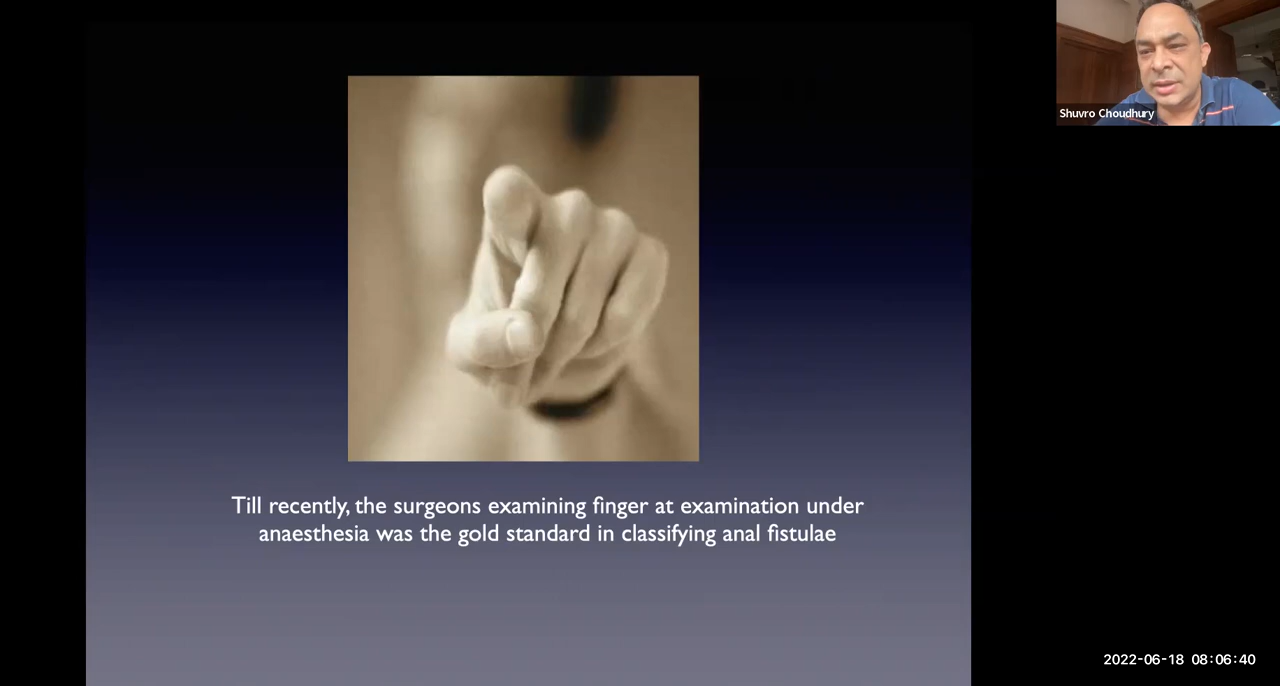 Shuvro Choudhury
Till recently, the surgeons examining finger at examination under
anaesthesia was the gold standard in classifying anal fistulae
2022-06-18 08:06:40